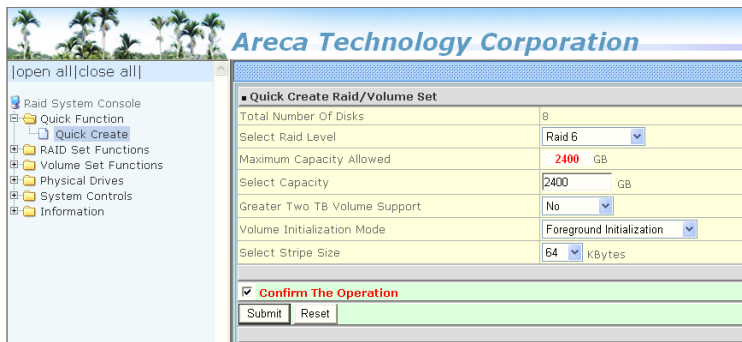 Areca Technology Corporation
|open all|close all|
Raid System Console
Quick Function
Quick Create
RAID Set Functions
Volume Set Functions
Physical Drives
System Controls
Information
Quick Create Raid/Volume Set
Total Number Of Disks 8
Select Raid Level Raid 6
Maximum Capacity Allowed 2400 GB
Select Capacity 2400 GB
Greater Two TB Volume Support No
Volume Initialization Mode Foreground Initialization
Select Stripe Size 64 KBytes
Confirm The Operation
Submit Reset